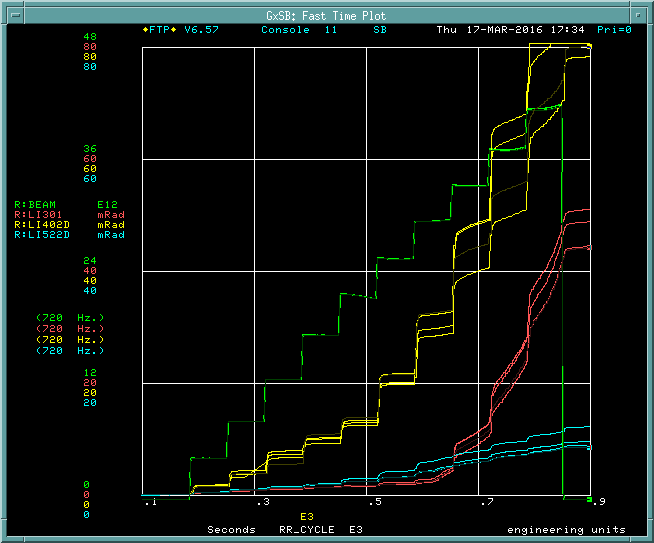 GxSB: Fast Time Plot
◆FTP◆ V6.57 Console 11 SB Thu 17-MAR-2016 17:34 Pri=0
48
80
80
80
36
60
60
60
R:BEAM E12
R:LI301 mRad
R:LI402D mRad
R:LI522D mRad
24
40
40
40
(720 Hz.)
(720 Hz.)
(720 Hz.)
(720 Hz.)
12
20
20
20
0
0
0
0
.1 .3 .5 .7 .9
E3
Seconds RR_CYCLE E3 engineering units